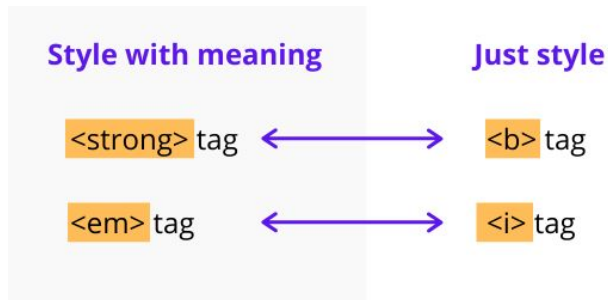 Style with meaning
Just style
<strong> tag
<b> tag
<em> tag
<i> tag